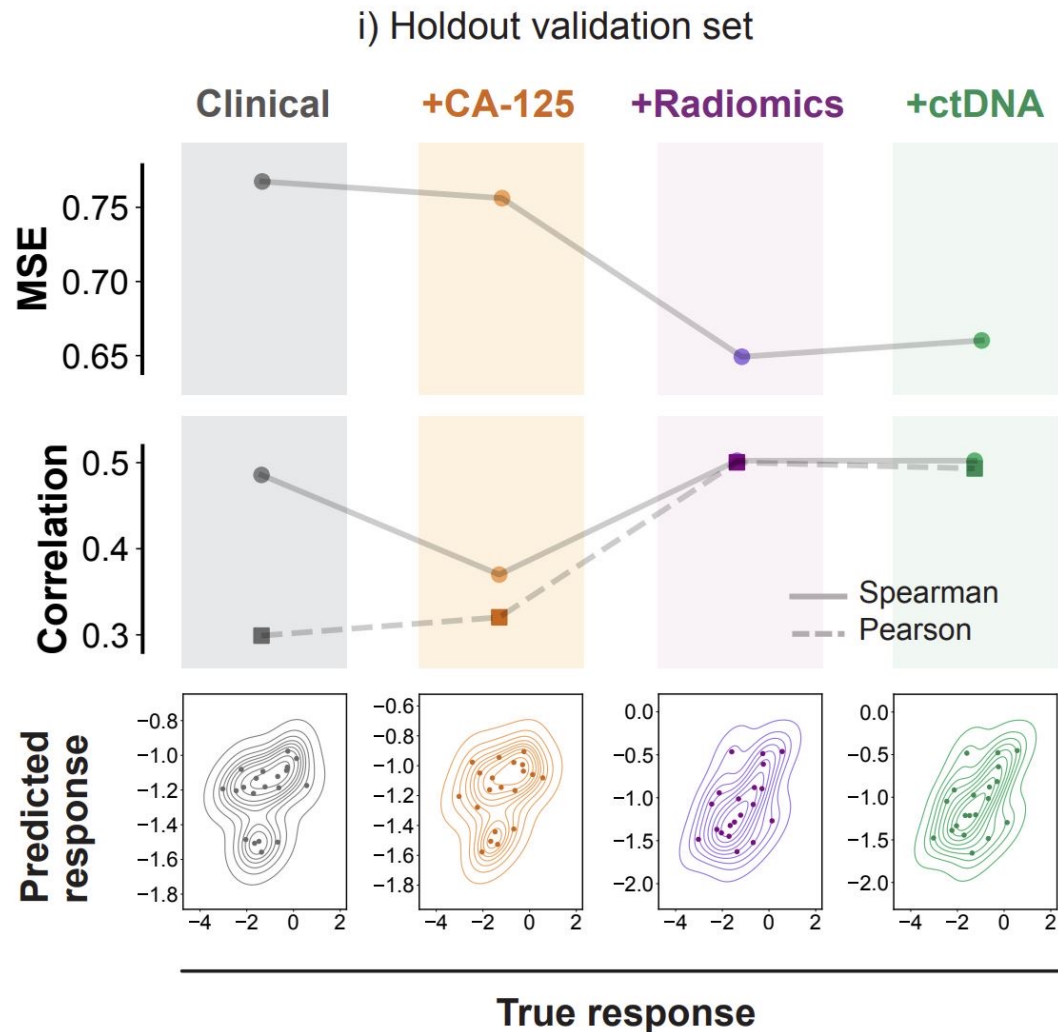 i) Holdout validation set
Clinical +CA-125 +Radiomics +ctDNA
MSE
0.75
0.70
0.65
Correlation
0.5
0.4
0.3
Spearman
Pearson
Predicted
response
−0.8
−1.0
−1.2
−1.4
−1.6
−1.8
−4 −2 0 2
−0.6
−0.8
−1.0
−1.2
−1.4
−1.6
−1.8
−4 −2 0 2
0.0
−0.5
−1.0
−1.5
−2.0
−4 −2 0 2
0.0
−0.5
−1.0
−1.5
−2.0
−4 −2 0 2
True response